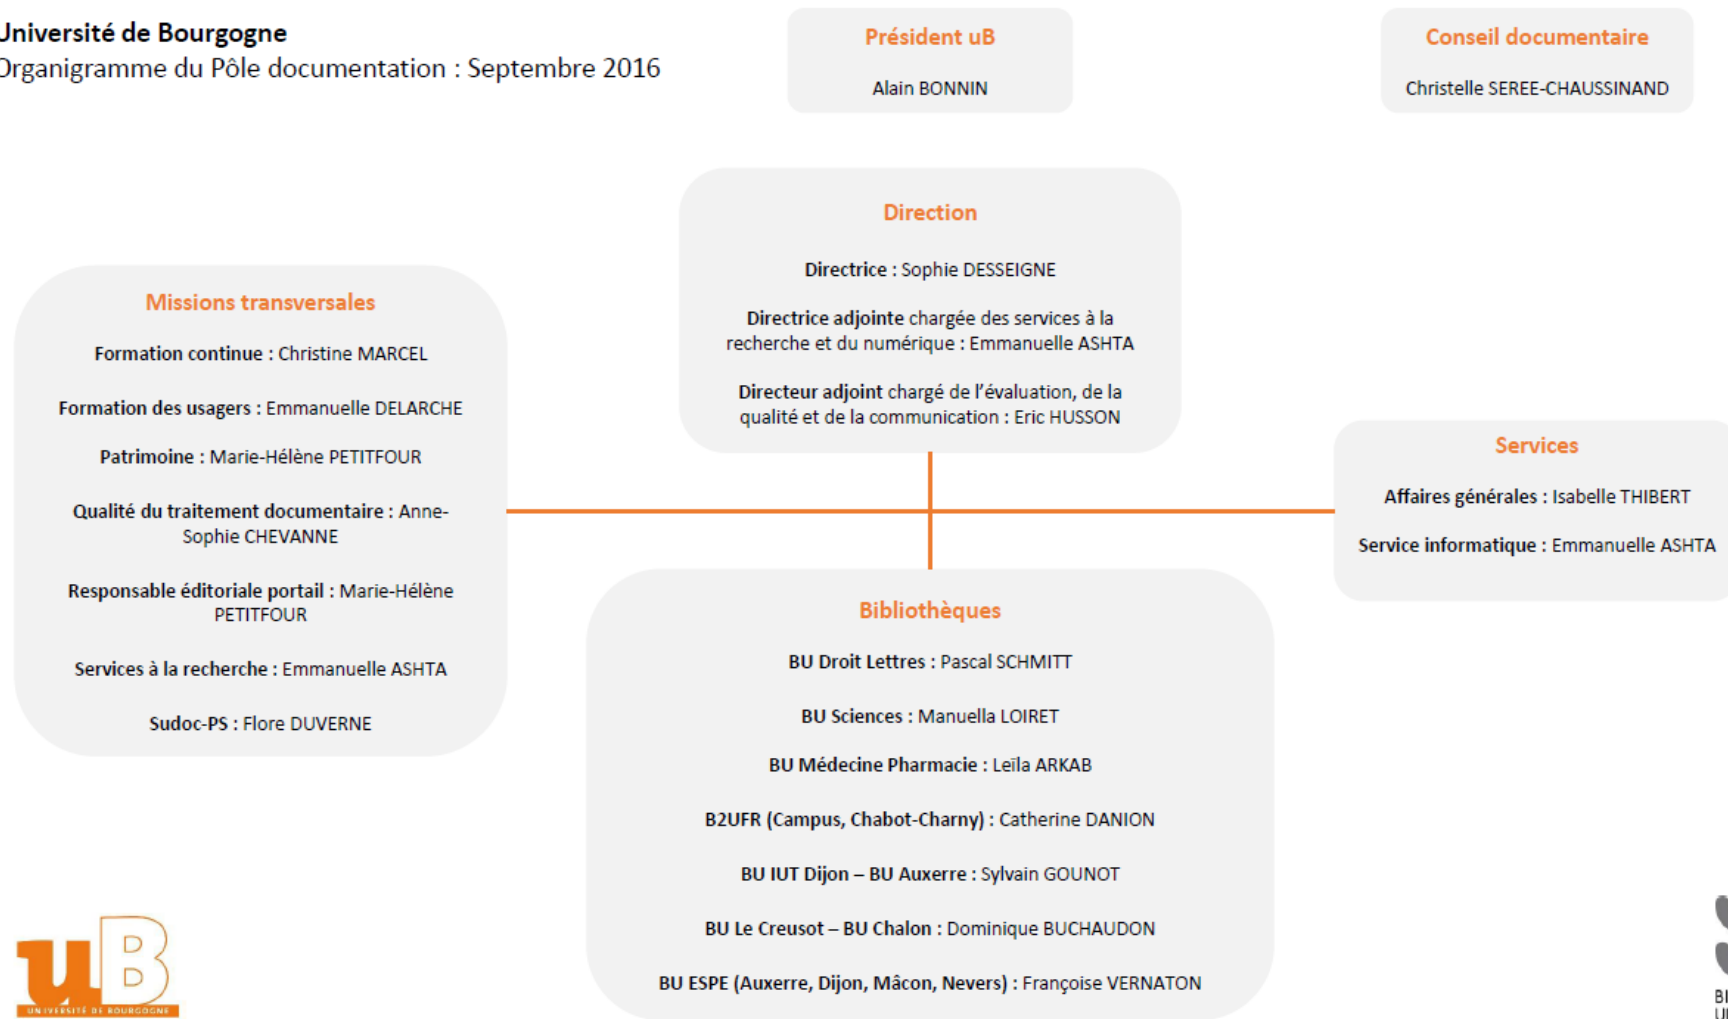 Université de Bourgogne
Organigramme du Pôle documentation : Septembre 2016
Président uB
Alain BONNIN
Conseil documentaire
Christelle SEREE-CHAUSSINAND
Direction
Directrice : Sophie DESSEIGNE
Directrice adjointe chargée des services à la
recherche et du numérique : Emmanuelle ASHTA
Directeur adjoint chargé de l'évaluation, de la
qualité et de la communication : Eric HUSSON
Missions transversales
Formation continue : Christine MARCEL
Formation des usagers : Emmanuelle DELARCHE
Patrimoine : Marie-Hélène PETITFOUR
Qualité du traitement documentaire : Anne-
Sophie CHEVANNE
Responsable éditoriale portail : Marie-Hélène
PETITFOUR
Services à la recherche : Emmanuelle ASHTA
Sudoc-PS : Flore DUVERNE
Services
Affaires générales : Isabelle THIBERT
Service informatique : Emmanuelle ASHTA
Bibliothèques
BU Droit Lettres : Pascal SCHMITT
BU Sciences : Manuella LOIRET
BU Médecine Pharmacie : Leïla ARKAB
B2UFR (Campus, Chabot-Charny) : Catherine DANION
BU IUT Dijon – BU Auxerre : Sylvain GOUNOT
BU Le Creusot – BU Chalon : Dominique BUCHAUDON
BU ESPE (Auxerre, Dijon, Mâcon, Nevers) : Françoise VERNATON
uB
UNIVERSITÉ DE BOURGOGNE